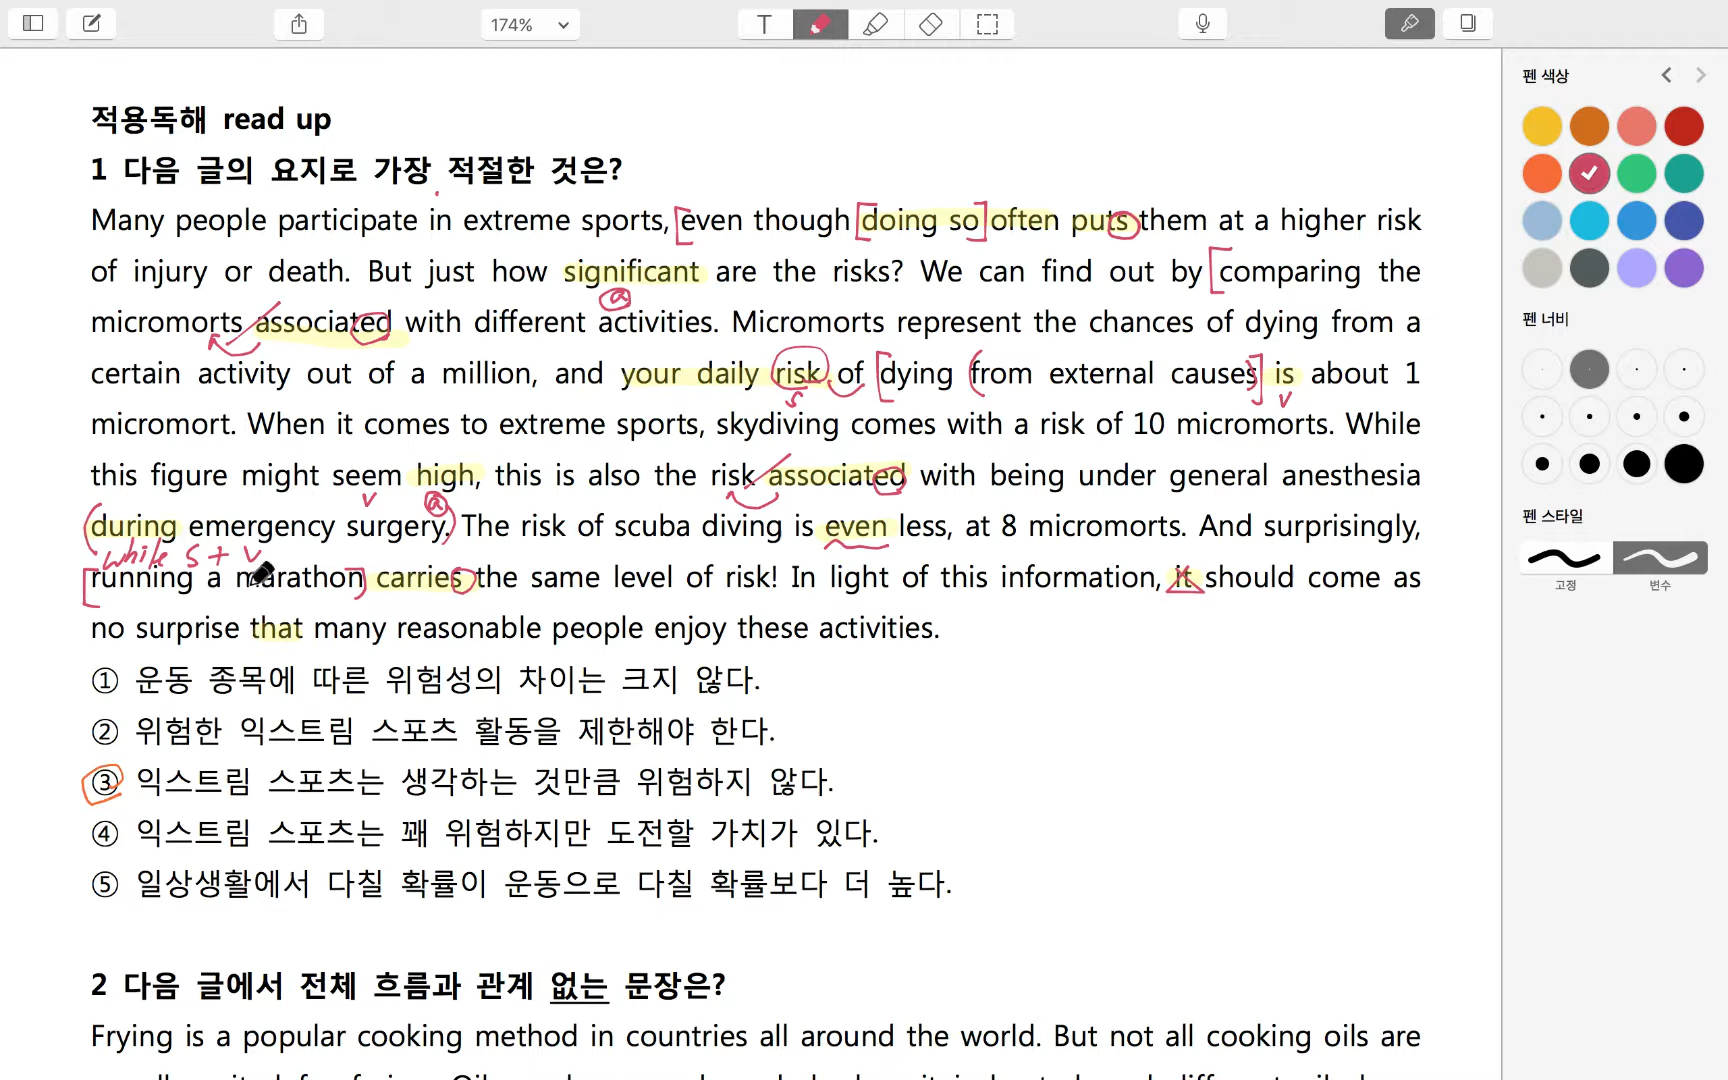 174%
T
펜 색상
적용독해 read up
1 다음 글의 요지로 가장 적절한 것은?
Many people participate in extreme sports, even though doing so often puts them at a higher risk
of injury or death. But just how significant are the risks? We can find out by comparing the
a
micromorts associated with different activities. Micromorts represent the chances of dying from a
펜 너비
certain activity out of a million, and your daily risk of dying from external causes is about 1
s v
micromort. When it comes to extreme sports, skydiving comes with a risk of 10 micromorts. While
this figure might seem high, this is also the risk associated with being under general anesthesia
v a
펜 스타일
during emergency surgery. The risk of scuba diving is even less, at 8 micromorts. And surprisingly,
while s + v
running a marathon carries the same level of risk! In light of this information, it should come as
고정 변수
no surprise that many reasonable people enjoy these activities.
① 운동 종목에 따른 위험성의 차이는 크지 않다.
② 위험한 익스트림 스포츠 활동을 제한해야 한다.
③ 익스트림 스포츠는 생각하는 것만큼 위험하지 않다.
④ 익스트림 스포츠는 꽤 위험하지만 도전할 가치가 있다.
⑤ 일상생활에서 다칠 확률이 운동으로 다칠 확률보다 더 높다.
2 다음 글에서 전체 흐름과 관계 없는 문장은?
Frying is a popular cooking method in countries all around the world. But not all cooking oils are